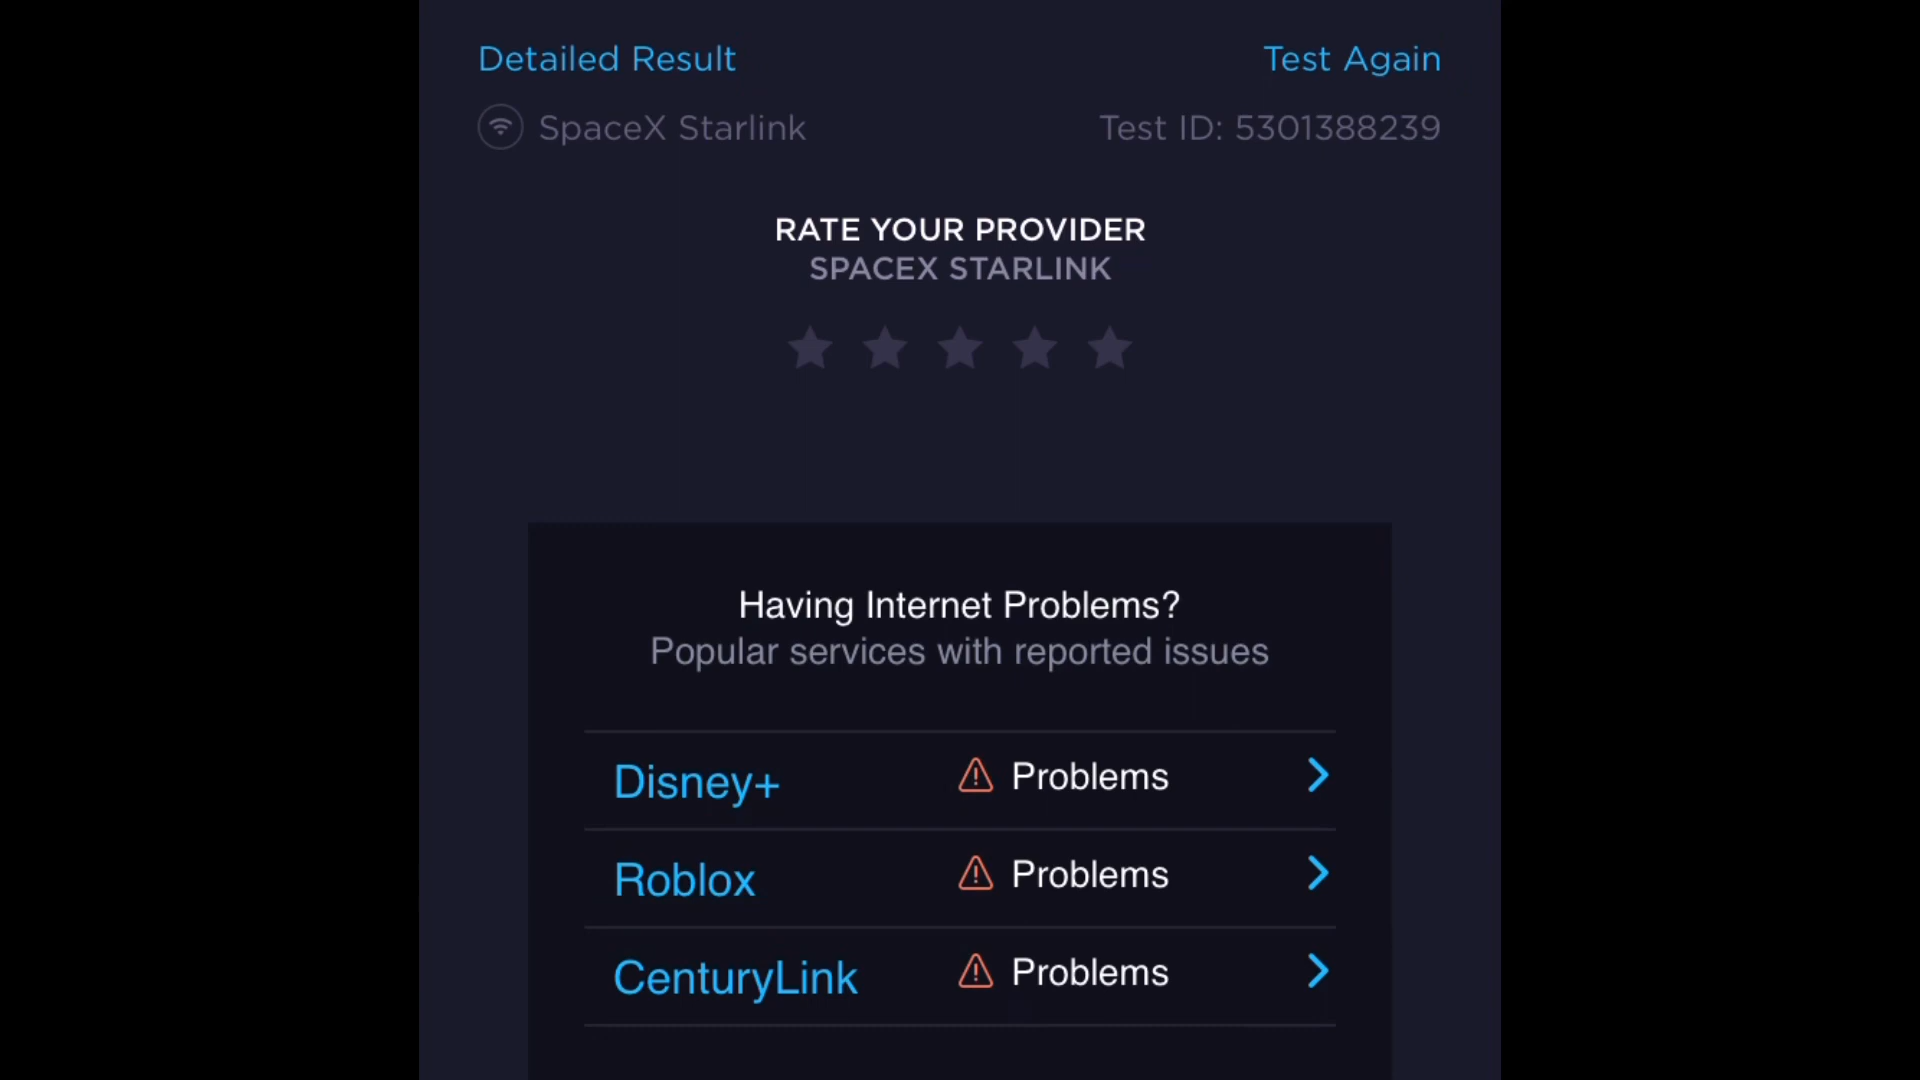 Detailed Result Test Again
SpaceX Starlink Test ID: 5301388239
RATE YOUR PROVIDER
SPACEX STARLINK
Having Internet Problems?
Popular services with reported issues
Disney+ Problems
Roblox Problems
CenturyLink Problems